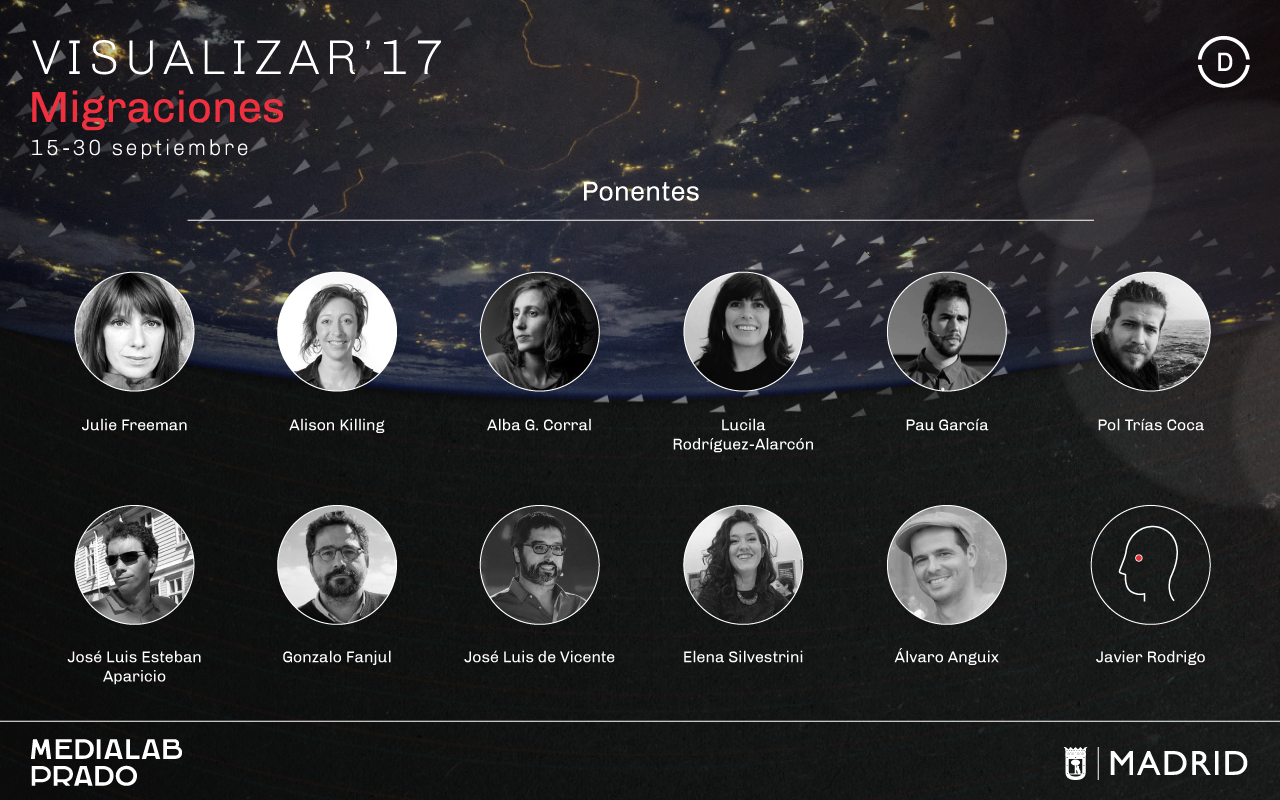 VISUALIZAR'17
Migraciones
15-30 septiembre
D
Ponentes
Julie Freeman
Alison Killing
Alba G. Corral
Lucila
Rodríguez-Alarcón
Pau García
Pol Trías Coca
José Luis Esteban
Aparicio
Gonzalo Fanjul
José Luis de Vicente
Elena Silvestrini
Álvaro Anguix
Javier Rodrigo
MEDIALAB
PRADO
MADRID